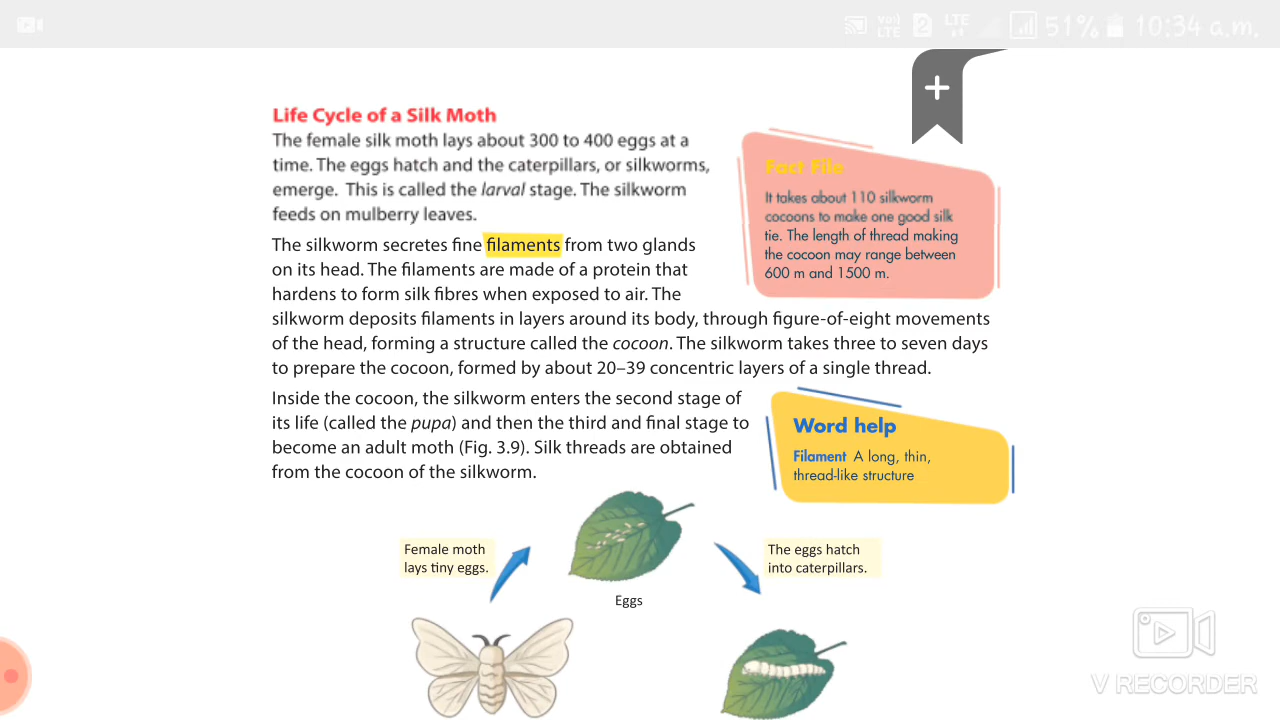 Vo)) LTE 2 LTE 51% 10:34 a.m.
Life Cycle of a Silk Moth
The female silk moth lays about 300 to 400 eggs at a
time. The eggs hatch and the caterpillars, or silkworms,
emerge. This is called the larval stage. The silkworm
feeds on mulberry leaves.
Fact File
It takes about 110 silkworm
cocoons to make one good silk
tie. The length of thread making
the cocoon may range between
600 m and 1500 m.
The silkworm secretes fine filaments from two glands
on its head. The filaments are made of a protein that
hardens to form silk fibres when exposed to air. The
silkworm deposits filaments in layers around its body, through figure-of-eight movements
of the head, forming a structure called the cocoon. The silkworm takes three to seven days
to prepare the cocoon, formed by about 20–39 concentric layers of a single thread.
Inside the cocoon, the silkworm enters the second stage of
its life (called the pupa) and then the third and final stage to
become an adult moth (Fig. 3.9). Silk threads are obtained
from the cocoon of the silkworm.
Word help
Filament A long, thin,
thread-like structure
Female moth
lays tiny eggs.
The eggs hatch
into caterpillars.
Eggs
V RECORDER